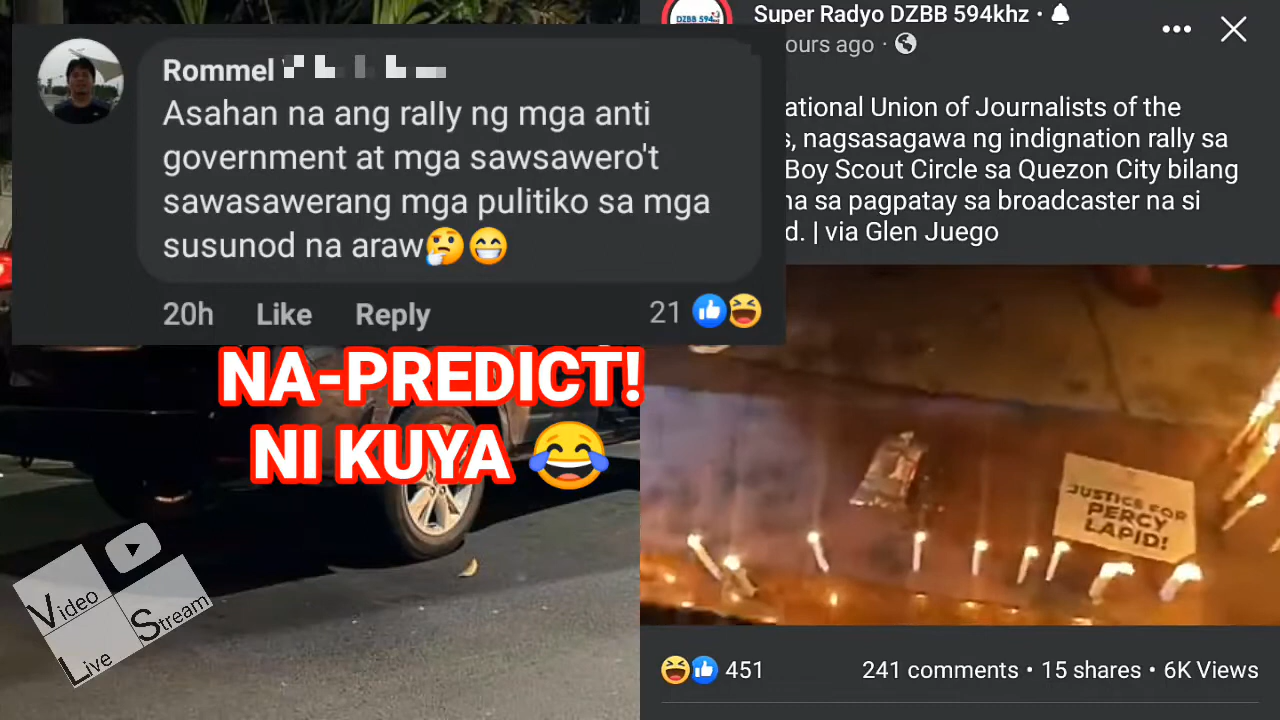 Rommel
Asahan na ang rally ng mga anti
government at mga sawsawero't
sawasawerang mga pulitiko sa mga
susunod na araw🤔😁
20h Like Reply 21
NA-PREDICT!
NI KUYA 😂
Video
Live
Stream
DZBB 594
Super Radyo DZBB 594khz ·
ours ago ·
ational Union of Journalists of the
s, nagsasagawa ng indignation rally sa
Boy Scout Circle sa Quezon City bilang
na sa pagpatay sa broadcaster na si
d. | via Glen Juego
JUSTICE FOR
PERCY
LAPID!
451 241 comments • 15 shares • 6K Views